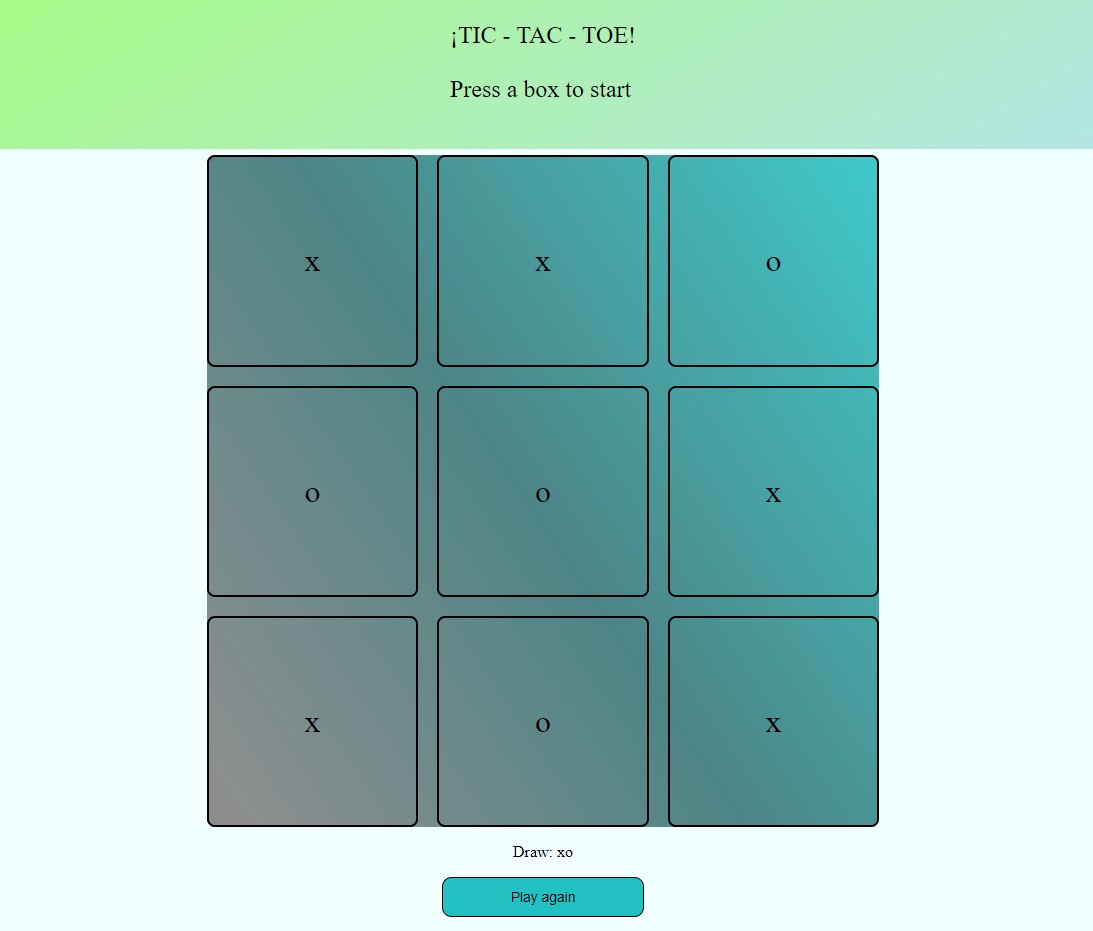 ¡TIC - TAC - TOE!
Press a box to start
x x o
o o x
x o x
Draw: xo
Play again